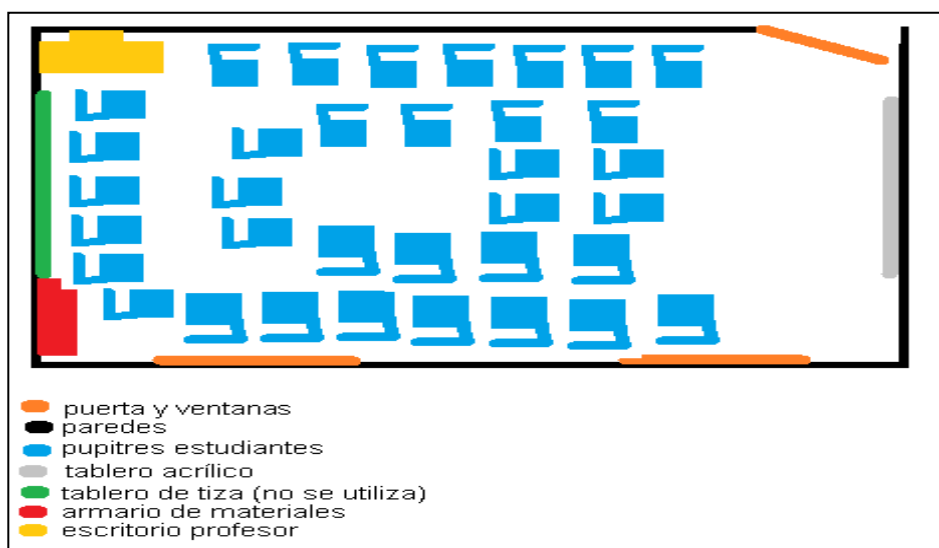 puerta y ventanas
paredes
pupitres estudiantes
tablero acrílico
tablero de tiza (no se utiliza)
armario de materiales
escritorio profesor